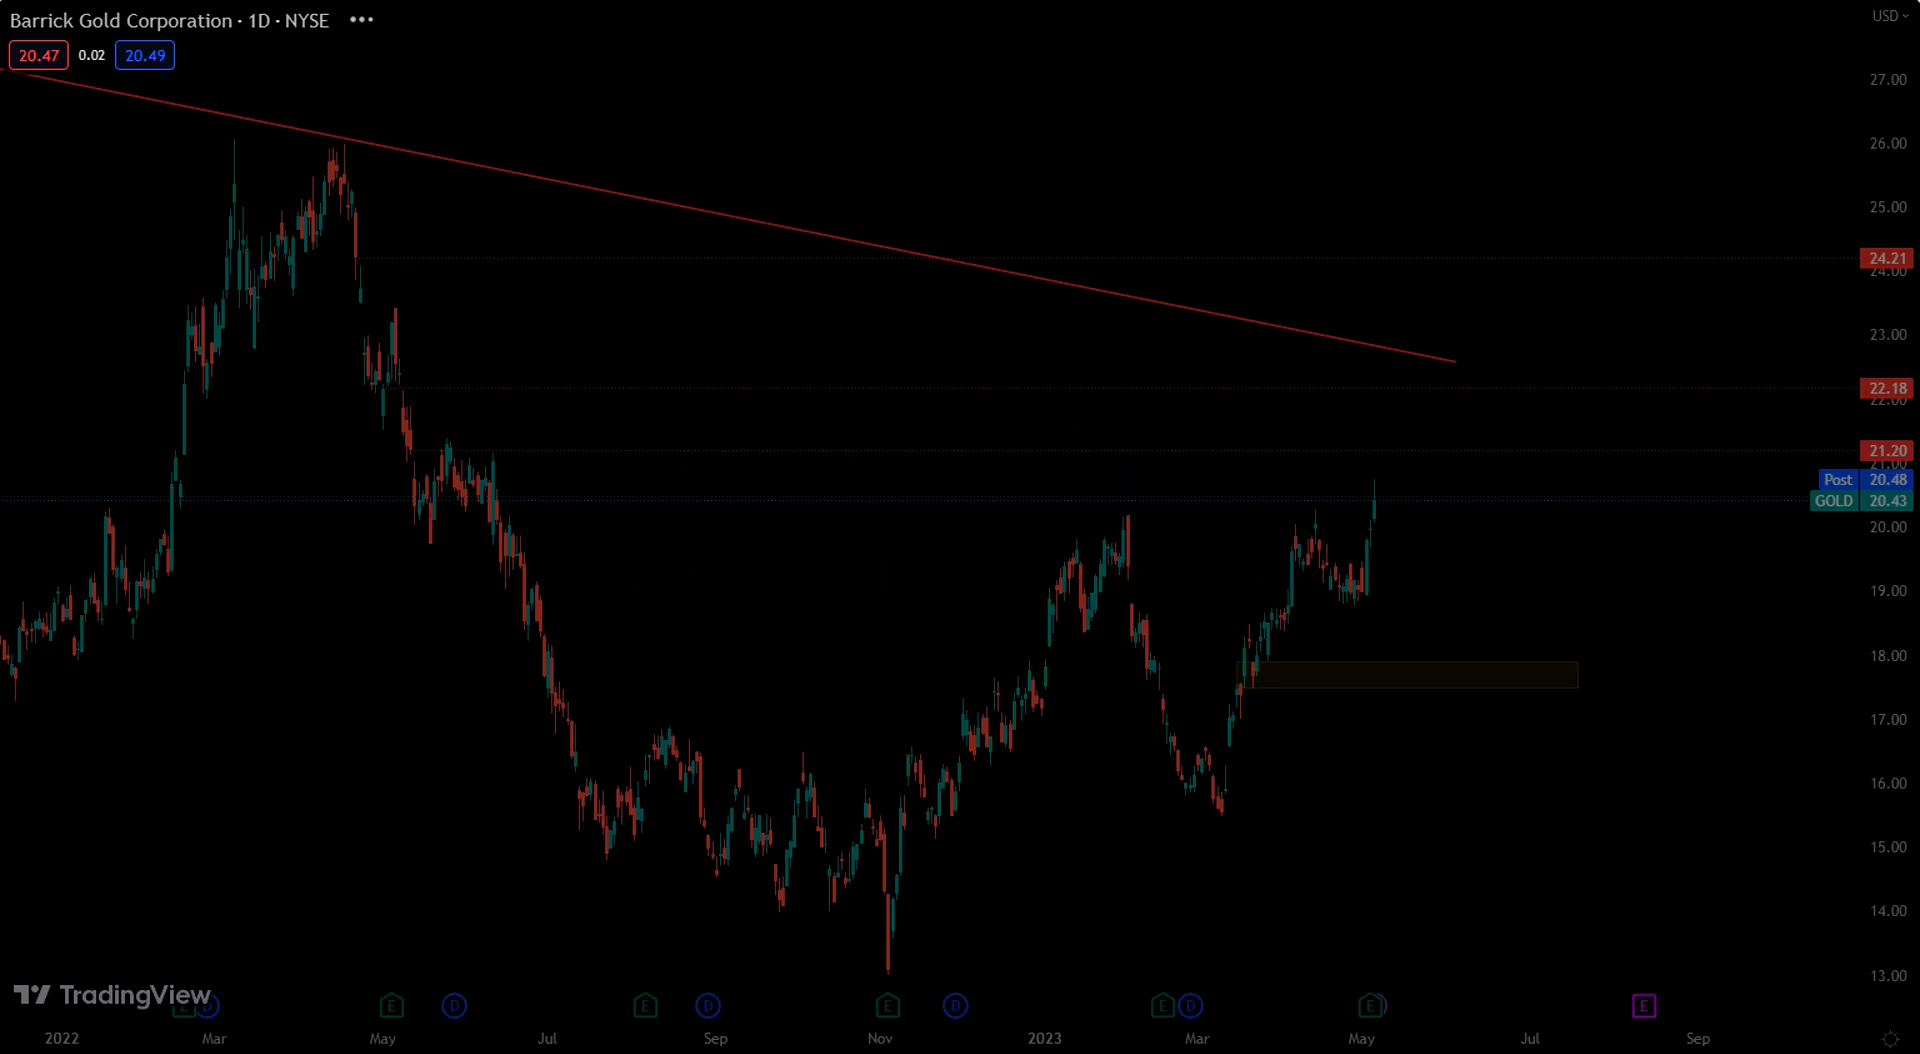 Barrick Gold Corporation · 1D · NYSE •••
USD
20.47 0.02 20.49
27.00
26.00
25.00
24.21
24.00
23.00
22.18
22.00
21.20
21.00
Post 20.48
GOLD 20.43
20.00
19.00
18.00
17.00
16.00
15.00
14.00
13.00
TradingView
E D E D E D E D E D E E
2022 Mar May Jul Sep Nov 2023 Mar May Jul Sep